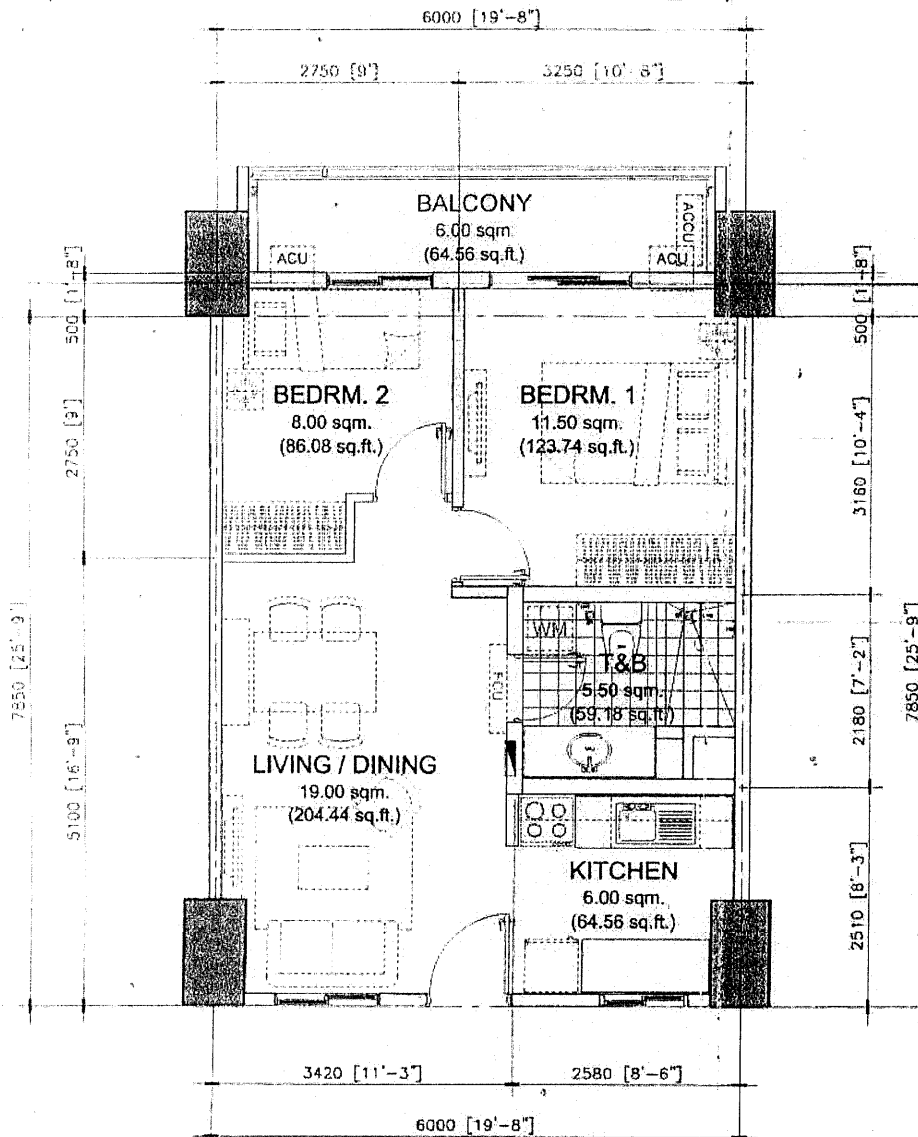 6000 [19'-8"]
2750 [9']
3250 [10'-8"]
BALCONY
6.00 sqm.
(64.56 sq.ft.)
ACCU
ACU
ACU
500 [1'-8"]
500 [1'-8"]
BEDRM. 2
8.00 sqm.
(86.08 sq.ft.)
BEDRM. 1
11.50 sqm.
(123.74 sq.ft.)
2750 [9']
3160 [10'-4"]
WM
T&B
5.50 sqm.
(59.18 sq.ft.)
FCU
7850 [25'-9"]
5100 [16'-9"]
2180 [7'-2"]
7850 [25'-9"]
LIVING / DINING
19.00 sqm.
(204.44 sq.ft.)
KITCHEN
6.00 sqm.
(64.56 sq.ft.)
2510 [8'-3"]
3420 [11'-3"]
2580 [8'-6"]
6000 [19'-8"]